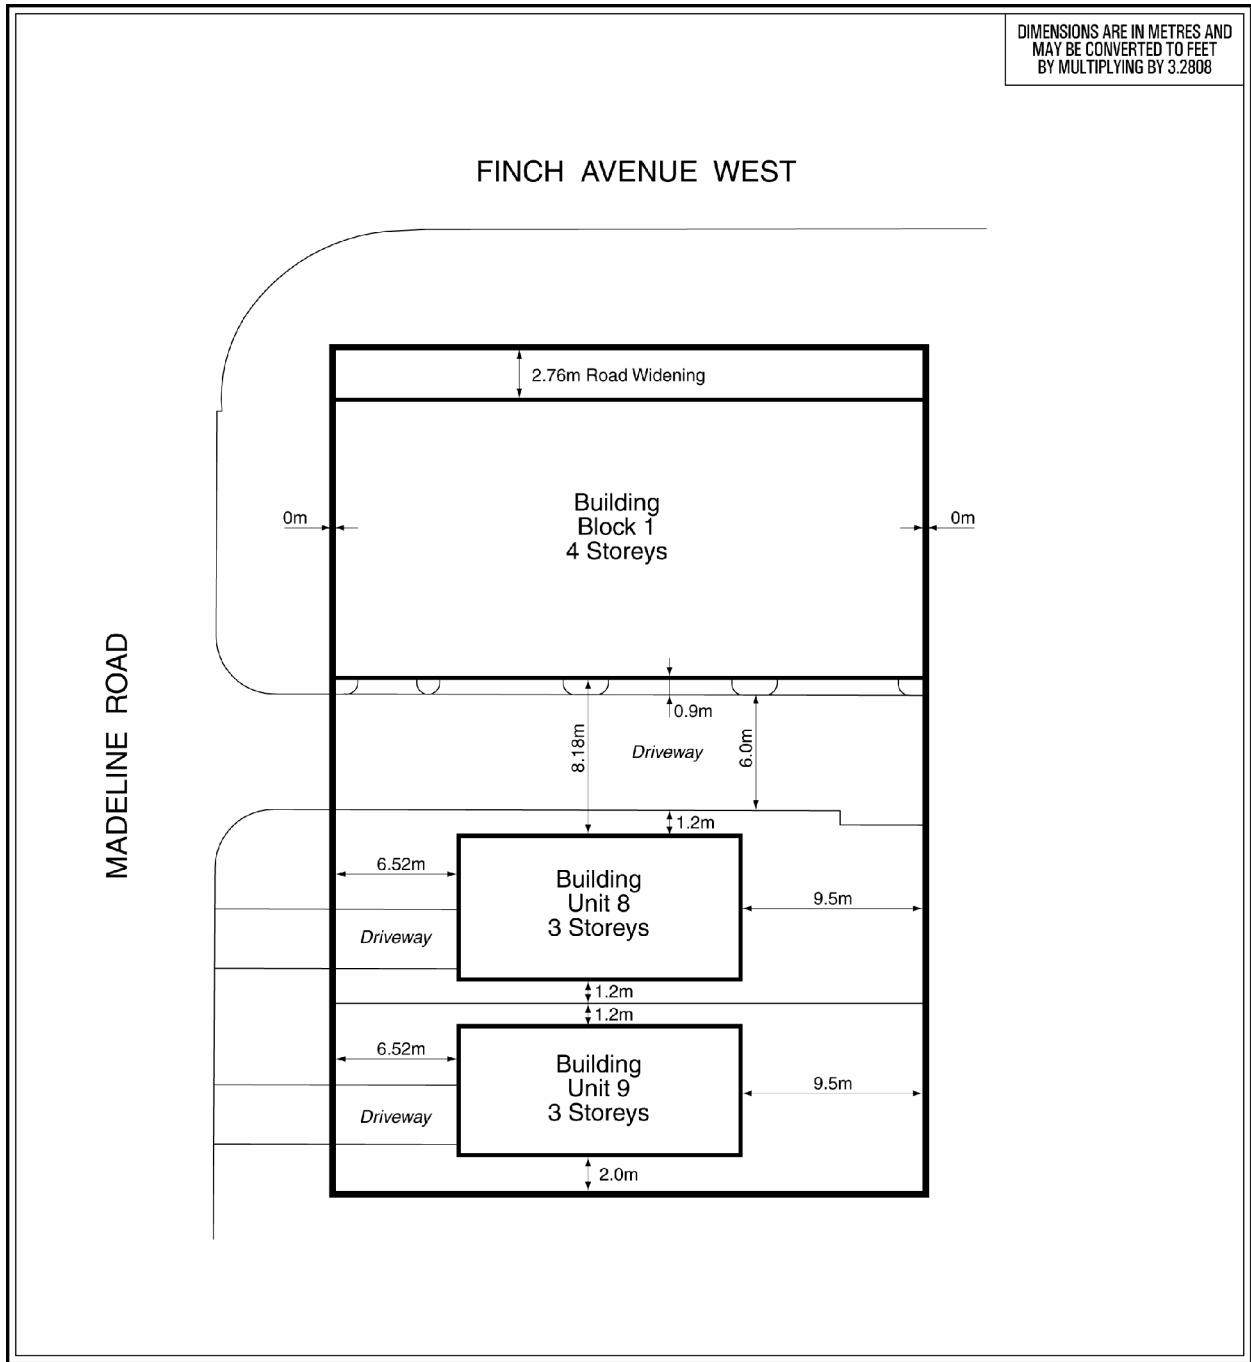 DIMENSIONS ARE IN METRES AND
MAY BE CONVERTED TO FEET
BY MULTIPLYING BY 3.2808
FINCH AVENUE WEST
2.76m Road Widening
Building
Block 1
4 Storeys
0m
0m
MADELINE ROAD
0.9m
8.18m
Driveway
6.0m
1.2m
6.52m
Building
Unit 8
3 Storeys
9.5m
Driveway
1.2m
1.2m
6.52m
Building
Unit 9
3 Storeys
9.5m
Driveway
2.0m